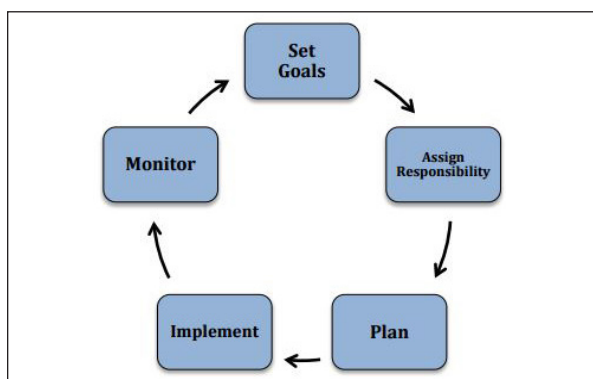 Set
Goals
Assign
Responsibility
Plan
Implement
Monitor